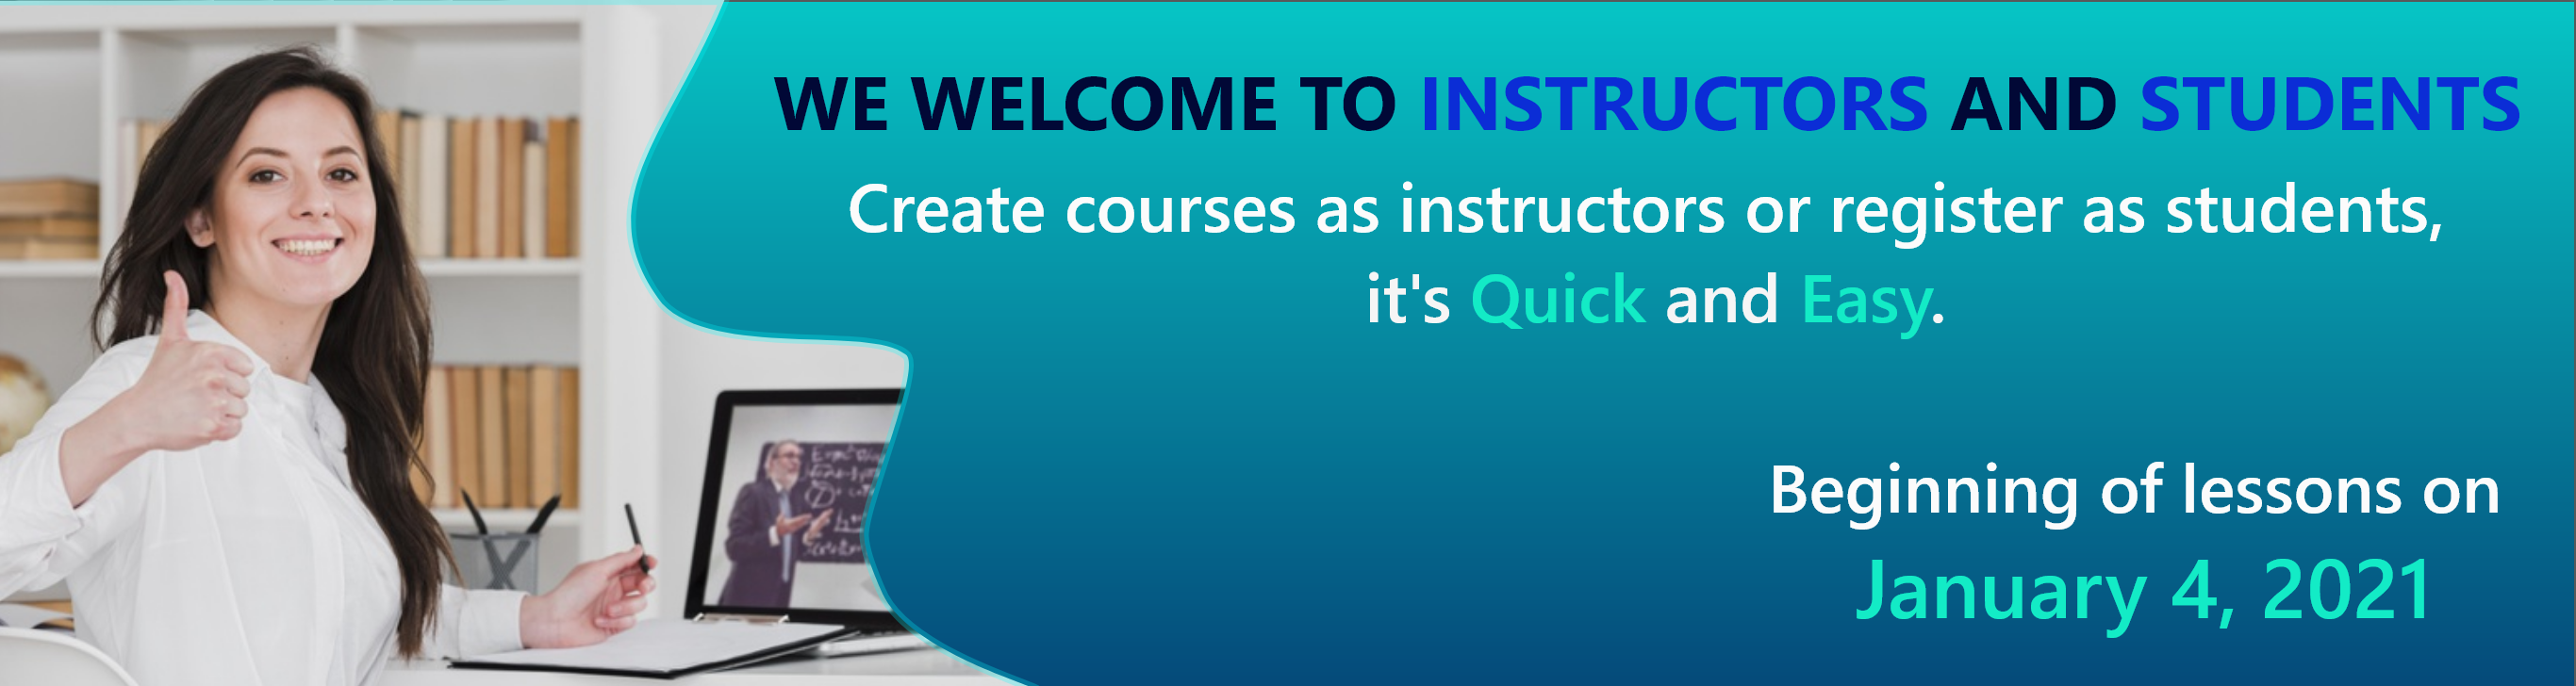 WE WELCOME TO INSTRUCTORS AND STUDENTS
Create courses as instructors or register as students,
it's Quick and Easy.
Beginning of lessons on
January 4, 2021